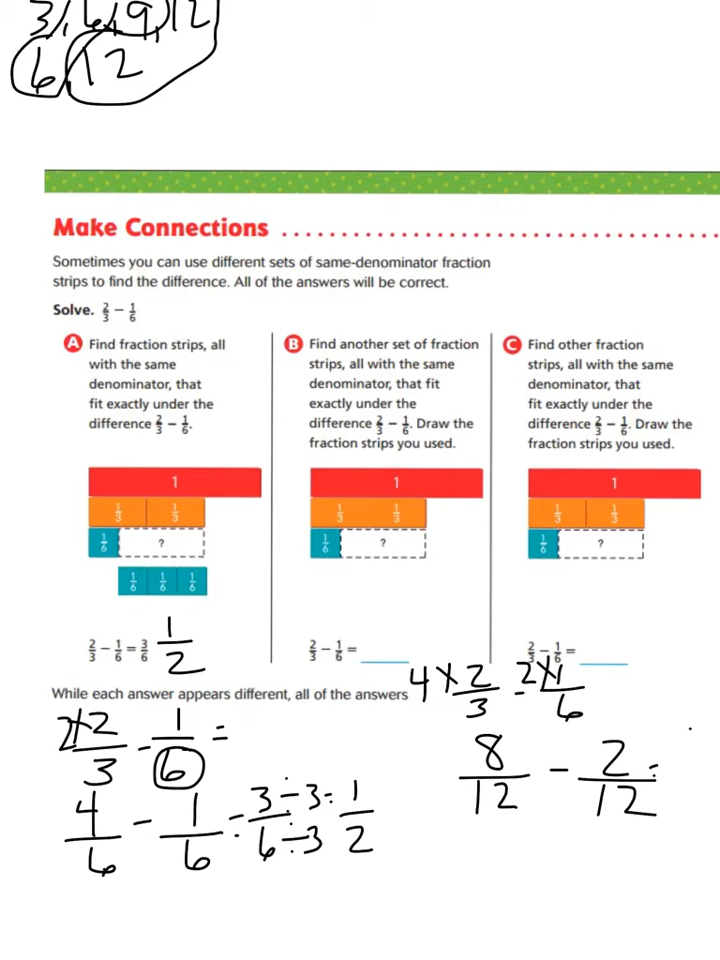 3, 6, 9, 12
6, 12
Make Connections
Sometimes you can use different sets of same-denominator fraction
strips to find the difference. All of the answers will be correct.
Solve. 2/3 − 1/6
A Find fraction strips, all
with the same
denominator, that
fit exactly under the
difference 2/3 − 1/6.
1
1/3 1/3
1/6 ?
1/6 1/6 1/6
2/3 − 1/6 = 3/6 1/2
B Find another set of fraction
strips, all with the same
denominator, that fit
exactly under the
difference 2/3 − 1/6. Draw the
fraction strips you used.
1
1/3 1/3
1/6 ?
2/3 − 1/6 = ____
C Find other fraction
strips, all with the same
denominator, that
fit exactly under the
difference 2/3 − 1/6. Draw the
fraction strips you used.
1
1/3 1/3
1/6 ?
2/3 − 1/6 = ____
While each answer appears different, all of the answers
2×2/3 - 1/6 =
4/6 - 1/6 = 3÷3/6÷3 = 1/2
4×2/3 - 2×1/6
8/12 - 2/12 =